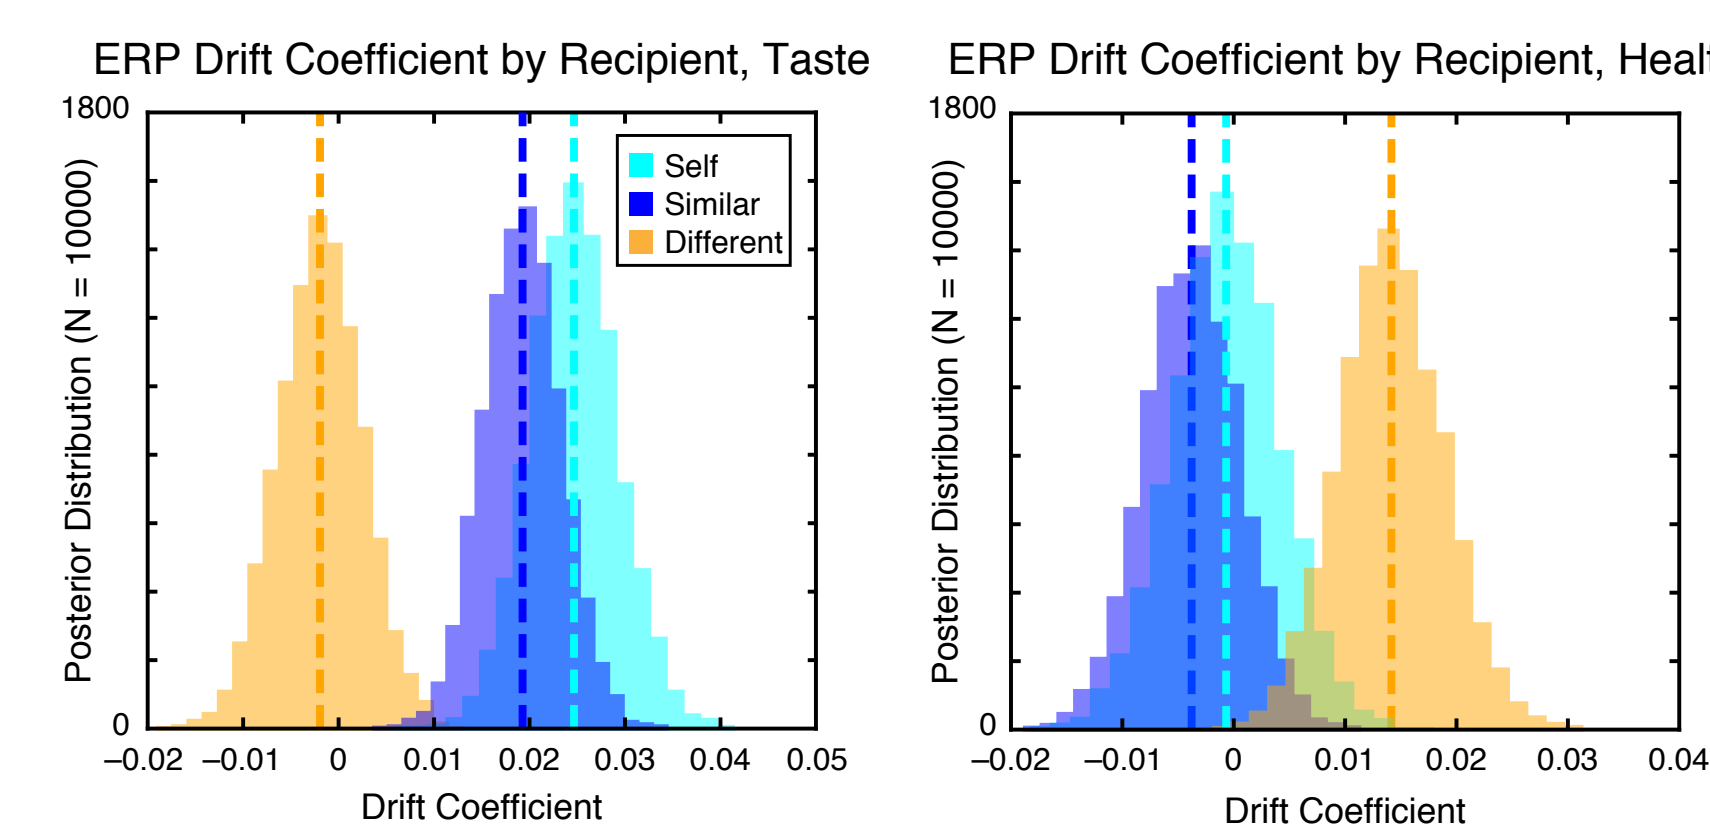 ERP Drift Coefficient by Recipient, Taste
1800
Posterior Distribution (N = 10000)
0
–0.02 –0.01 0 0.01 0.02 0.03 0.04 0.05
Drift Coefficient
Self
Similar
Different
ERP Drift Coefficient by Recipient, Healt
1800
Posterior Distribution (N = 10000)
0
–0.02 –0.01 0 0.01 0.02 0.03 0.04
Drift Coefficient